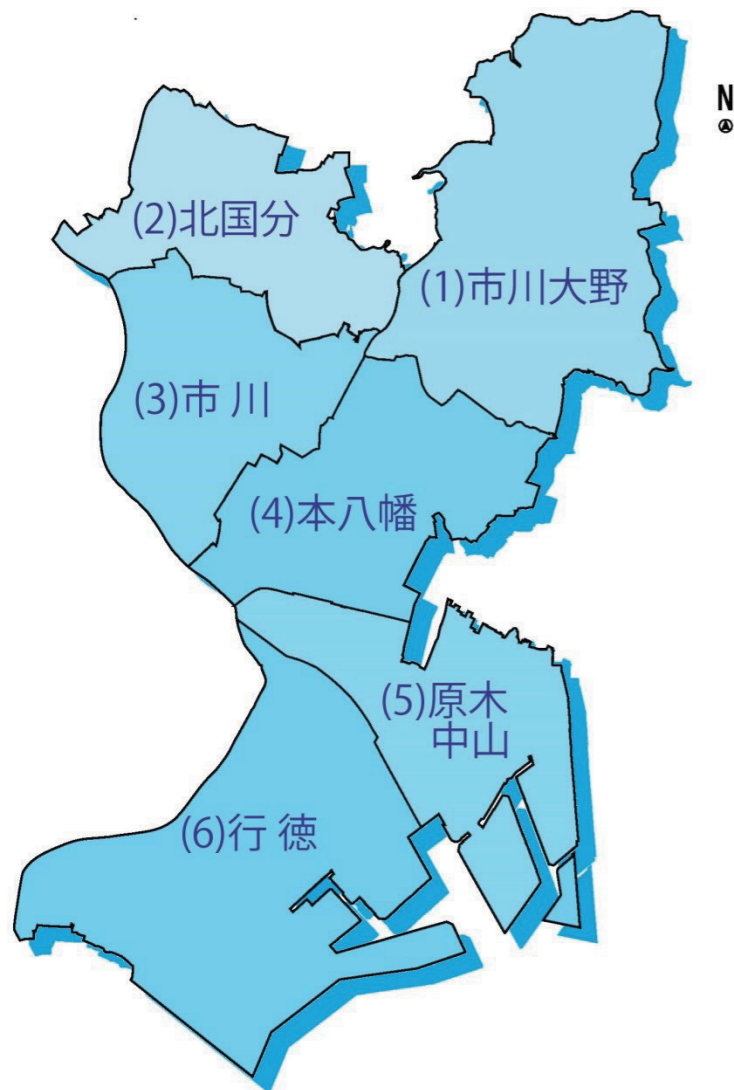 N
(2)北国分
(1)市川大野
(3)市 川
(4)本八幡
(5)原木
中山
(6)行 徳